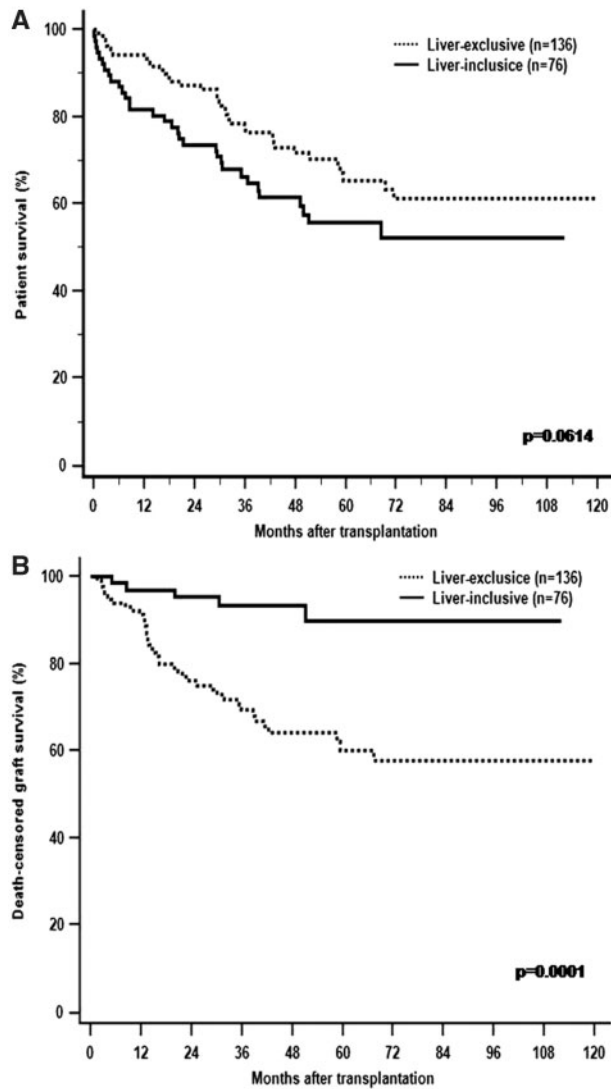 A
100
80
60
40
20
0
Patient survival (%)
Liver-exclusive (n=136)
Liver-inclusice (n=76)
p=0.0614
0 12 24 36 48 60 72 84 96 108 120
Months after transplantation
B
100
80
60
40
20
0
Death-censored graft survival (%)
Liver-exclusice (n=136)
Liver-inclusive (n=76)
p=0.0001
0 12 24 36 48 60 72 84 96 108 120
Months after transplantation